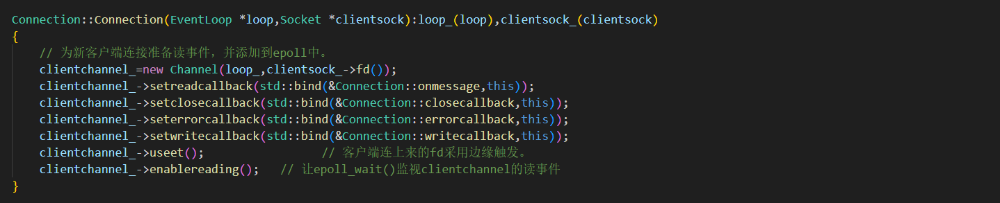 Connection::Connection(EventLoop *loop,Socket *clientsock):loop_(loop),clientsock_(clientsock)
{
    // 为新客户端连接准备读事件，并添加到epoll中。
    clientchannel_=new Channel(loop_,clientsock_->fd());
    clientchannel_->setreadcallback(std::bind(&Connection::onmessage,this));
    clientchannel_->setclosecallback(std::bind(&Connection::closecallback,this));
    clientchannel_->seterrorcallback(std::bind(&Connection::errorcallback,this));
    clientchannel_->setwritecallback(std::bind(&Connection::writecallback,this));
    clientchannel_->useet();                 // 客户端连上来的fd采用边缘触发。
    clientchannel_->enablereading();   // 让epoll_wait()监视clientchannel的读事件
}